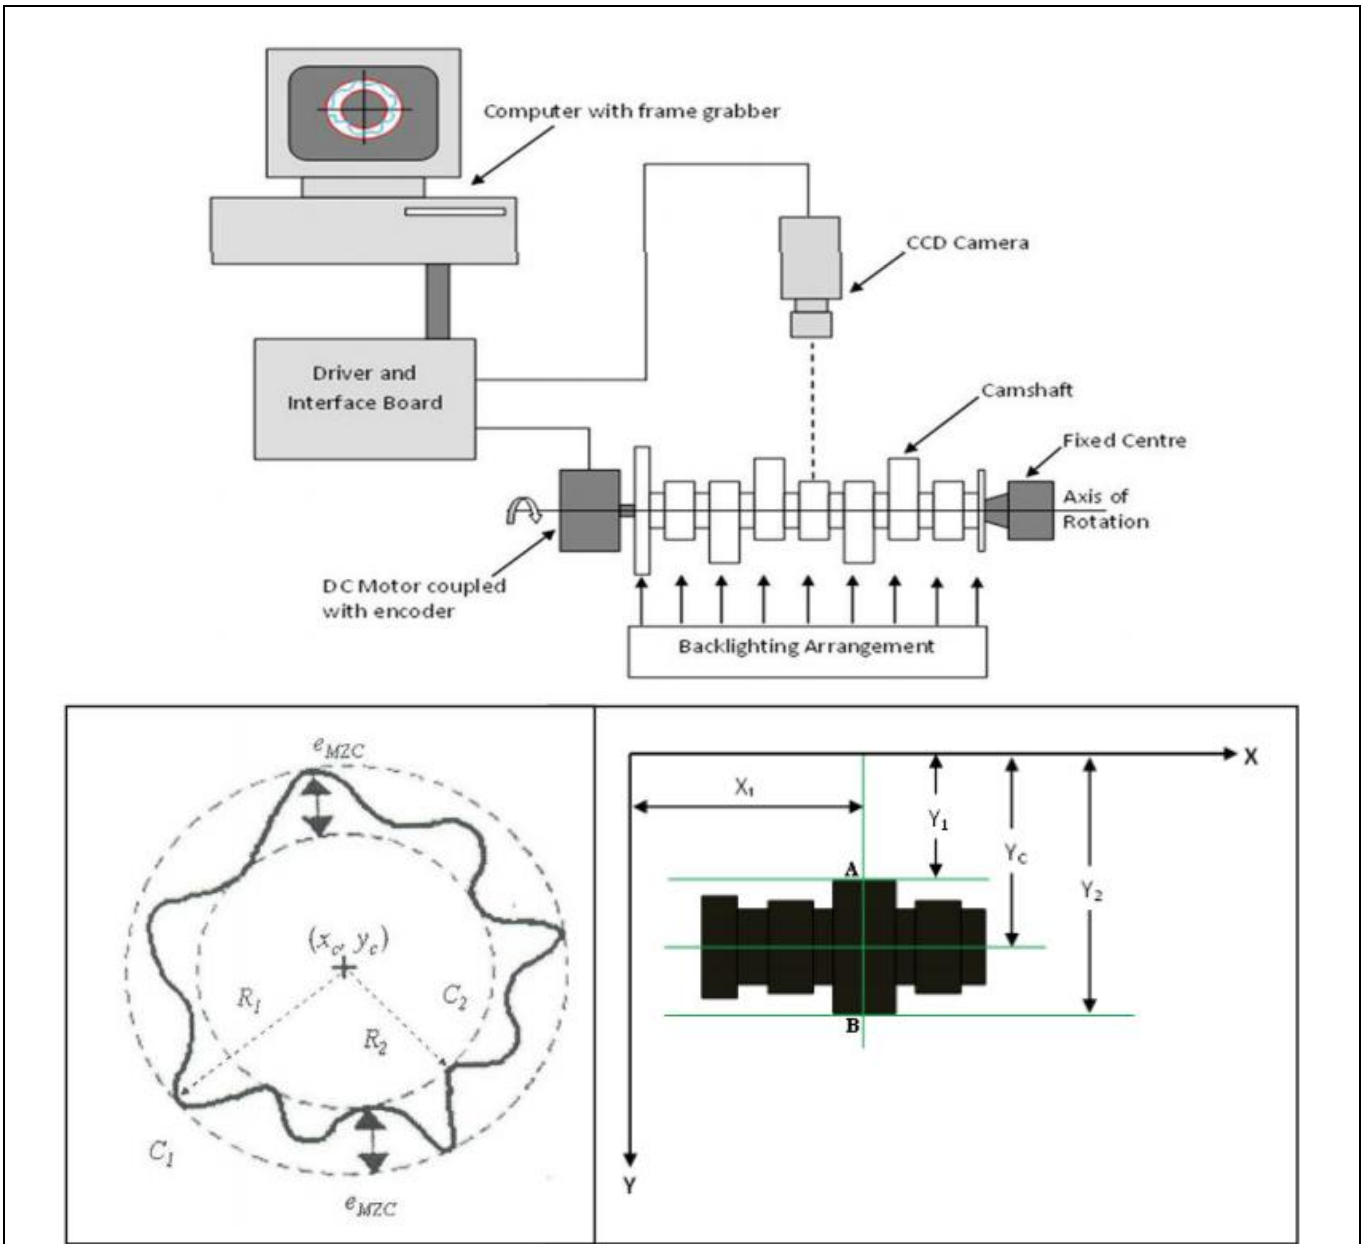 Computer with frame grabber
CCD Camera
Driver and
Interface Board
Camshaft
Fixed Centre
Axis of
Rotation
DC Motor coupled
with encoder
Backlighting Arrangement
e_MZC
(x_c, y_c)
R_1
C_2
R_2
C_1
e_MZC
X
X_1
Y_1
Y_C
Y_2
A
B
Y